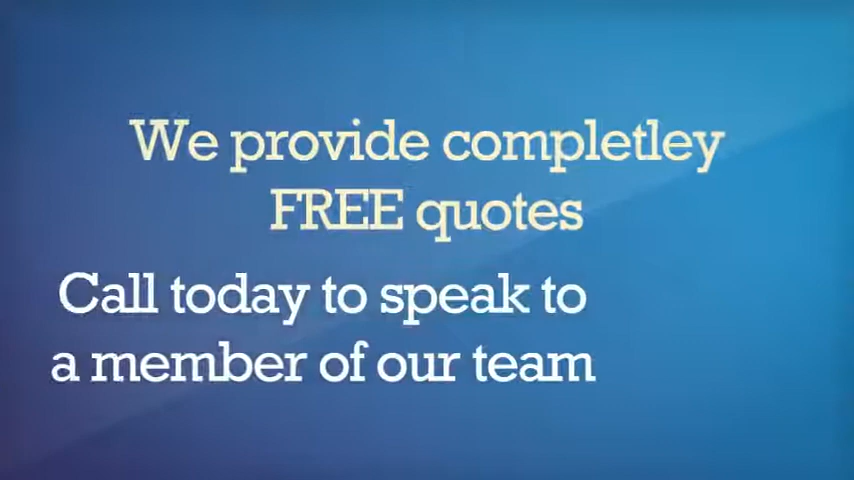 We provide completley
FREE quotes
Call today to speak to
a member of our team